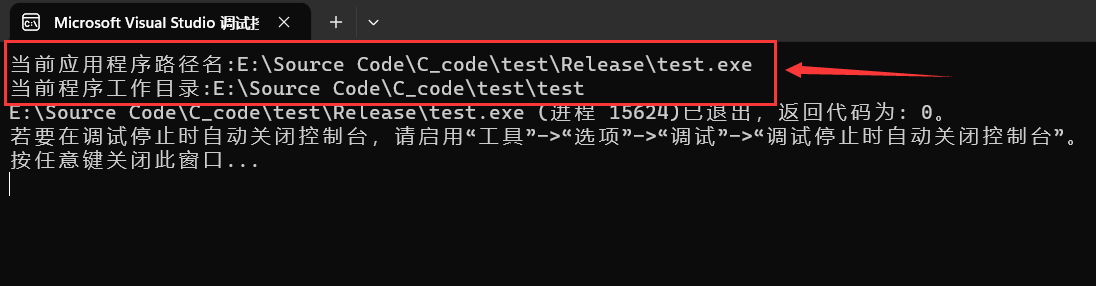 Microsoft Visual Studio 调试
当前应用程序路径名:E:\Source Code\C_code\test\Release\test.exe
当前程序工作目录:E:\Source Code\C_code\test\test
E:\Source Code\C_code\test\Release\test.exe (进程 15624)已退出，返回代码为: 0。
若要在调试停止时自动关闭控制台，请启用“工具”->“选项”->“调试”->“调试停止时自动关闭控制台”。
按任意键关闭此窗口...